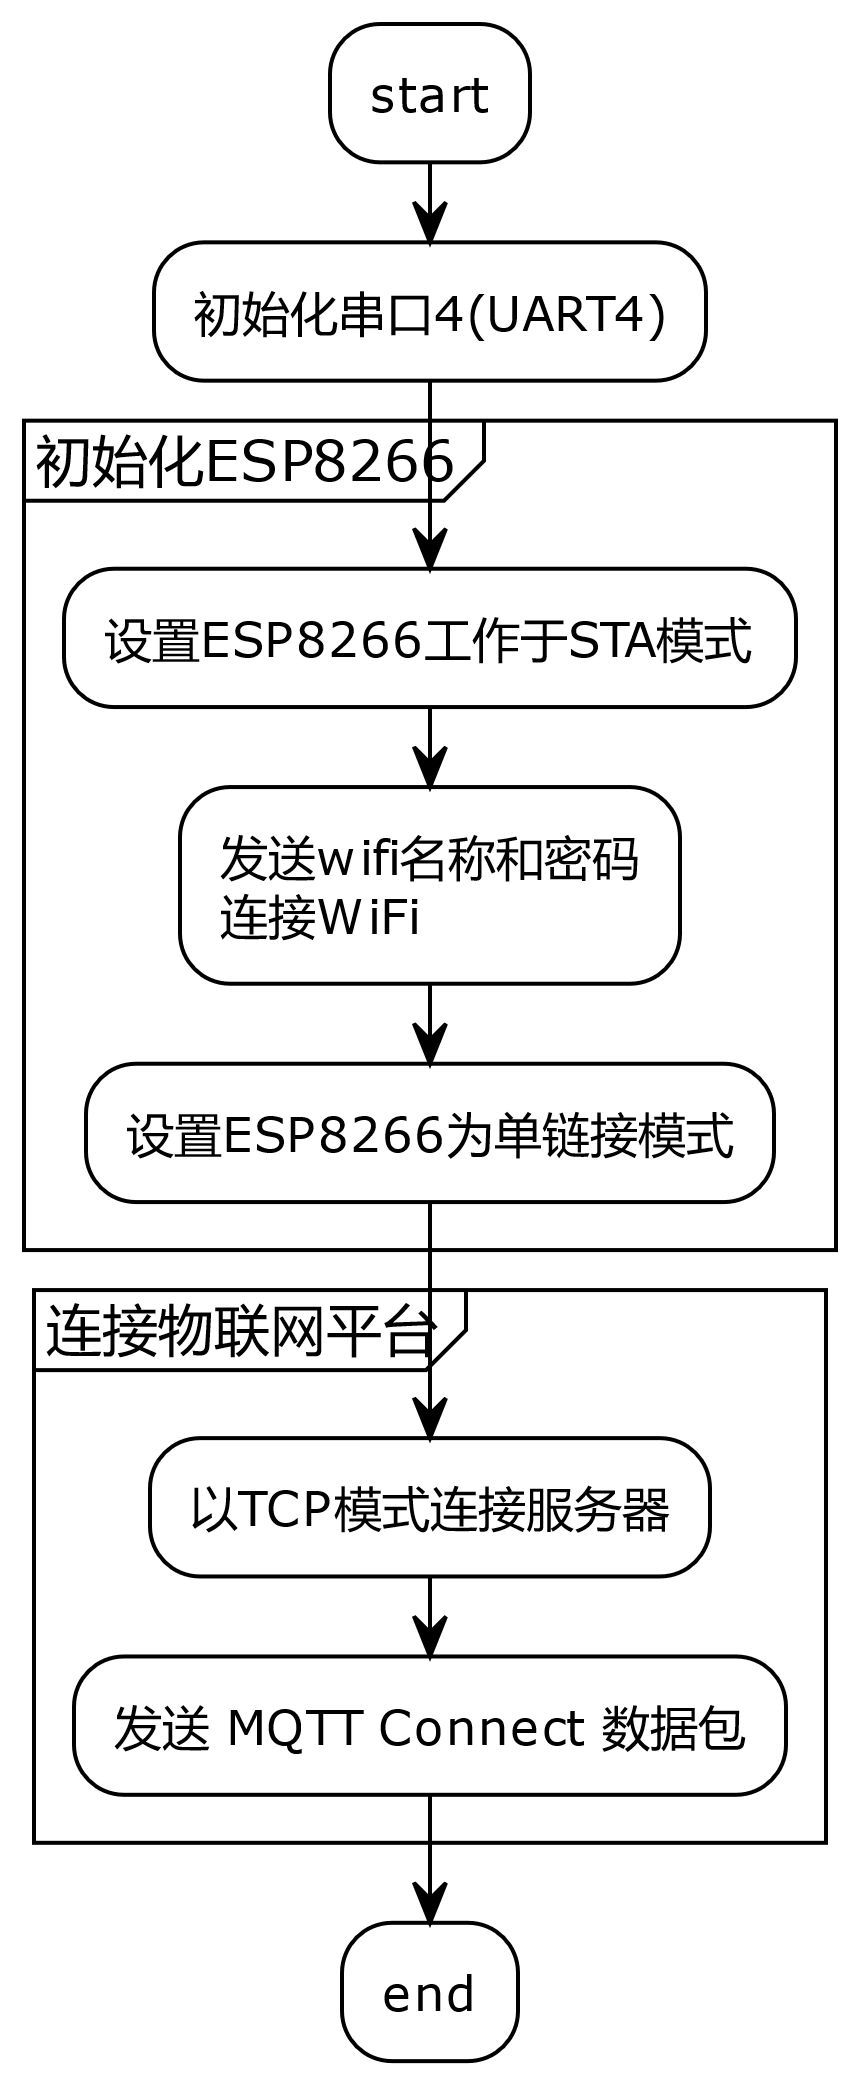 start
初始化串口4(UART4)
初始化ESP8266
设置ESP8266工作于STA模式
发送wifi名称和密码
连接WiFi
设置ESP8266为单链接模式
连接物联网平台
以TCP模式连接服务器
发送 MQTT Connect 数据包
end